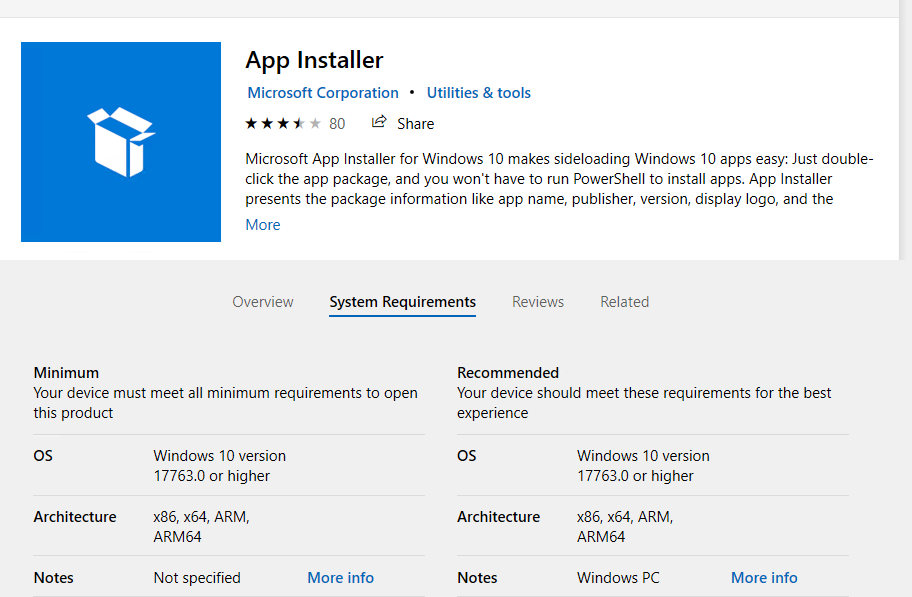 App Installer
Microsoft Corporation • Utilities & tools
80 Share
Microsoft App Installer for Windows 10 makes sideloading Windows 10 apps easy: Just double-
click the app package, and you won't have to run PowerShell to install apps. App Installer
presents the package information like app name, publisher, version, display logo, and the
More
Overview System Requirements Reviews Related
Minimum
Your device must meet all minimum requirements to open
this product
OS Windows 10 version
17763.0 or higher
Architecture x86, x64, ARM,
ARM64
Notes Not specified More info
Recommended
Your device should meet these requirements for the best
experience
OS Windows 10 version
17763.0 or higher
Architecture x86, x64, ARM,
ARM64
Notes Windows PC More info